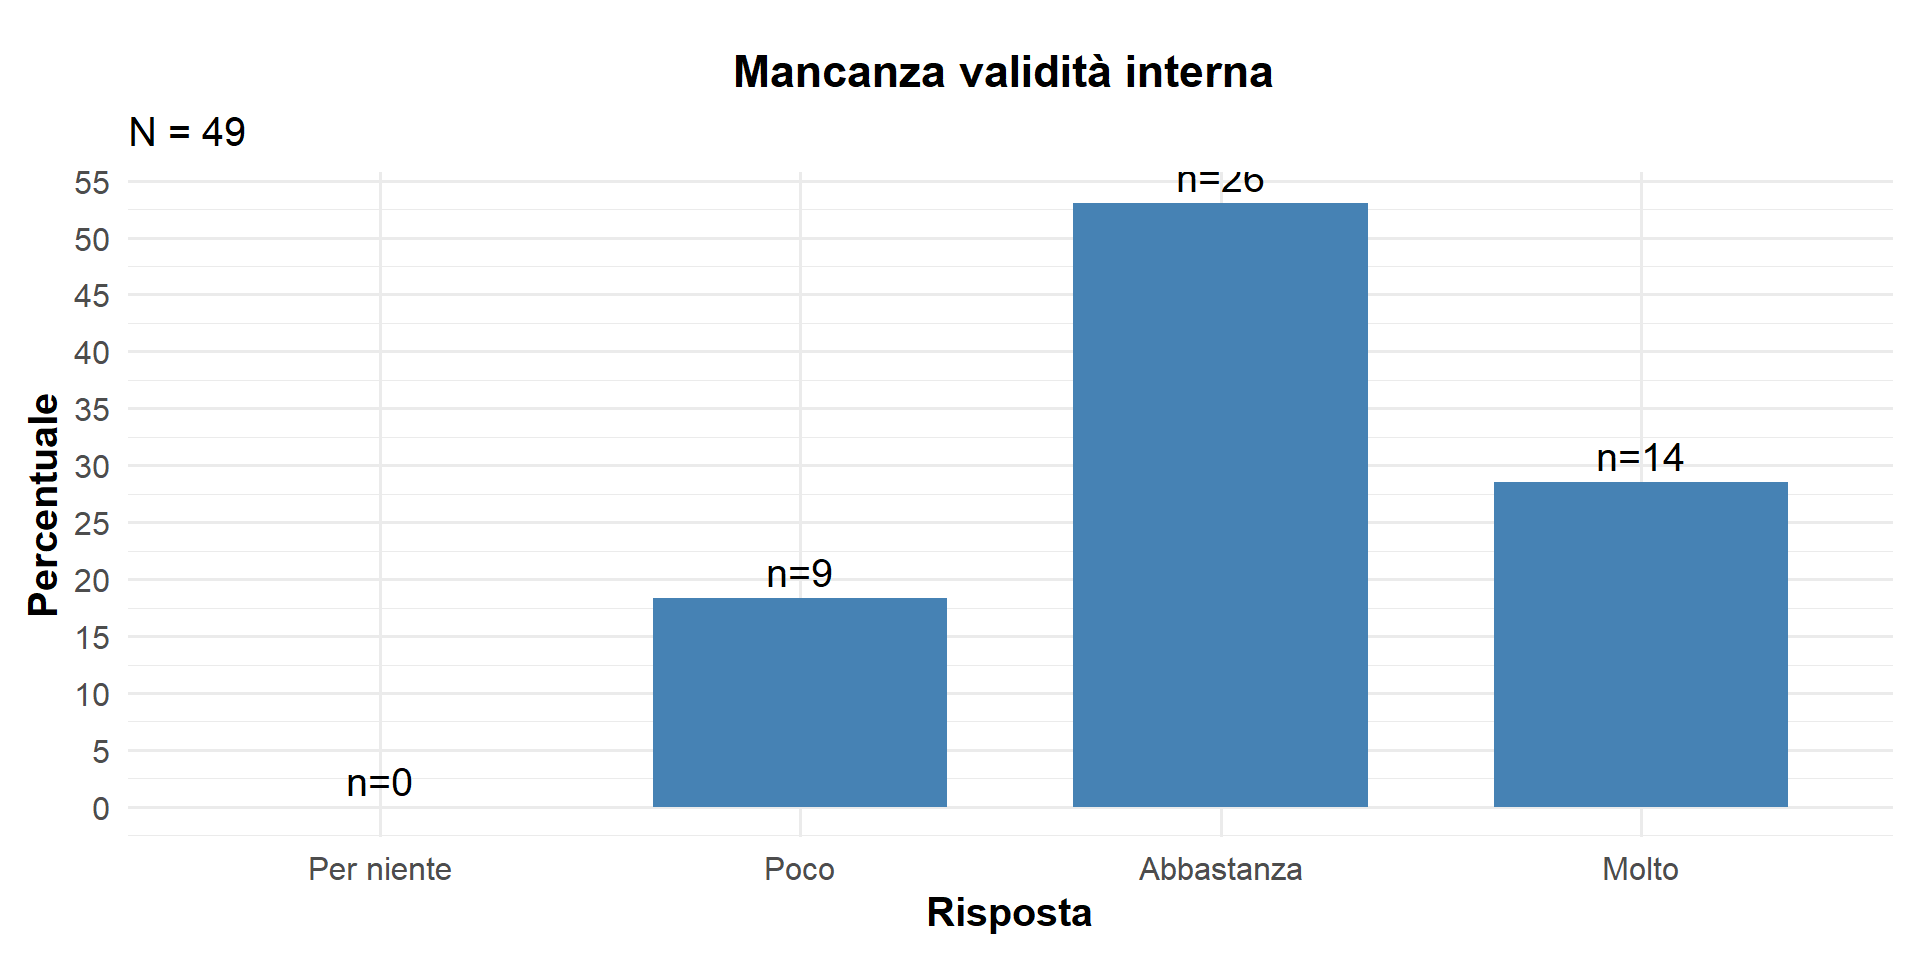 Mancanza validità interna
N = 49
Percentuale
55
50
45
40
35
30
25
20
15
10
5
0
n=0
n=9
n=26
n=14
Per niente
Poco
Abbastanza
Molto
Risposta